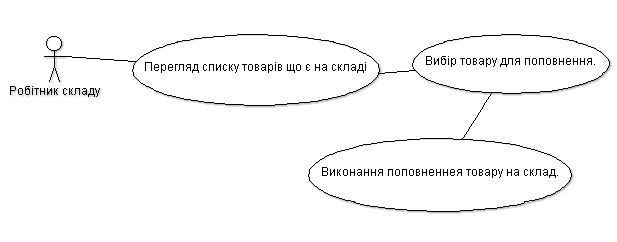 Робітник складу
Перегляд списку товарів що є на складі
Вибір товару для поповнення.
Виконання поповненнея товару на склад.